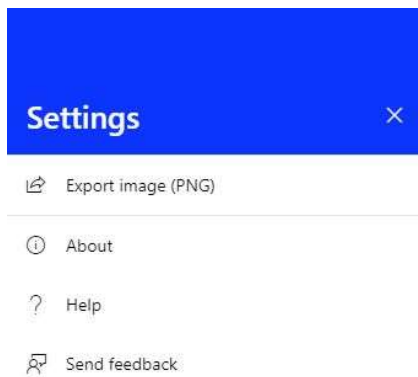 Settings
Export image (PNG)
About
Help
Send feedback